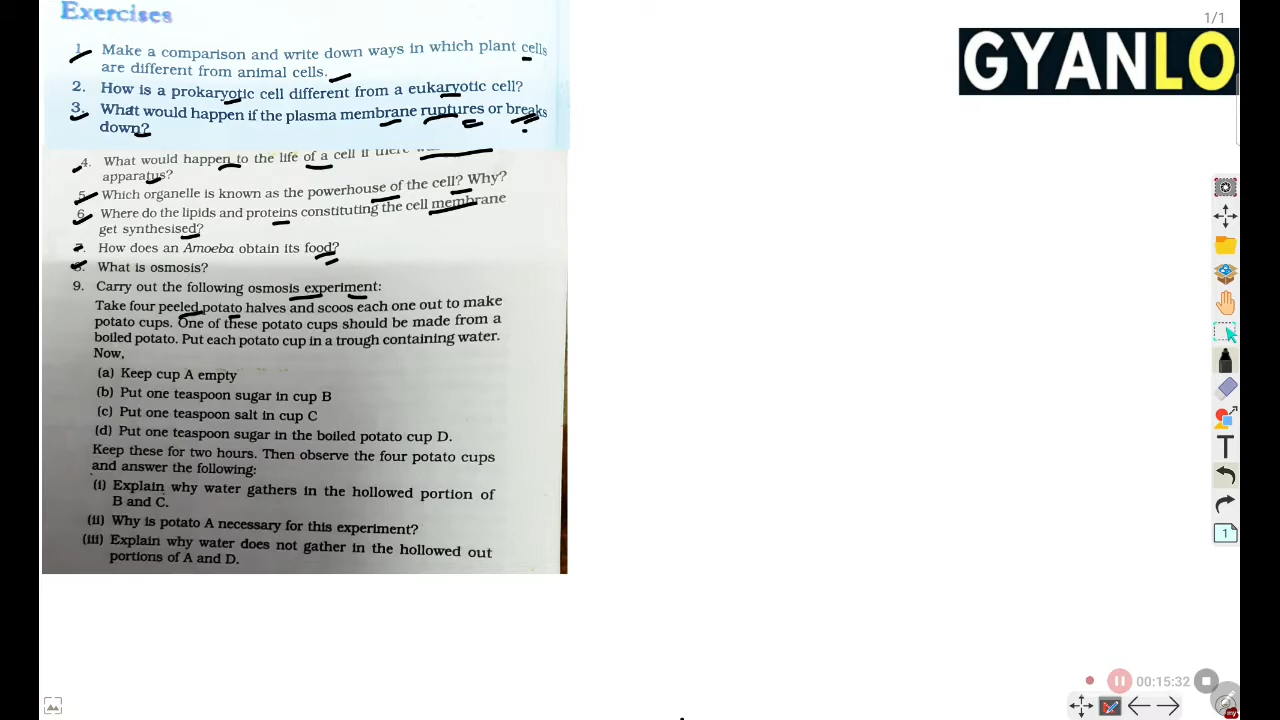 Exercises
1/1
GYANLO
1. Make a comparison and write down ways in which plant cells
are different from animal cells.
2. How is a prokaryotic cell different from a eukaryotic cell?
3. What would happen if the plasma membrane ruptures or breaks
down?
4. What would happen to the life of a cell if there
apparatus?
5. Which organelle is known as the powerhouse of the cell? Why?
6. Where do the lipids and proteins constituting the cell membrane
get synthesised?
7. How does an Amoeba obtain its food?
8. What is osmosis?
9. Carry out the following osmosis experiment:
Take four peeled potato halves and scoos each one out to make
potato cups. One of these potato cups should be made from a
boiled potato. Put each potato cup in a trough containing water.
Now,
(a) Keep cup A empty
(b) Put one teaspoon sugar in cup B
(c) Put one teaspoon salt in cup C
(d) Put one teaspoon sugar in the boiled potato cup D.
Keep these for two hours. Then observe the four potato cups
and answer the following:
(i) Explain why water gathers in the hollowed portion of
B and C.
(ii) Why is potato A necessary for this experiment?
(iii) Explain why water does not gather in the hollowed out
portions of A and D.
T
1
00:15:32